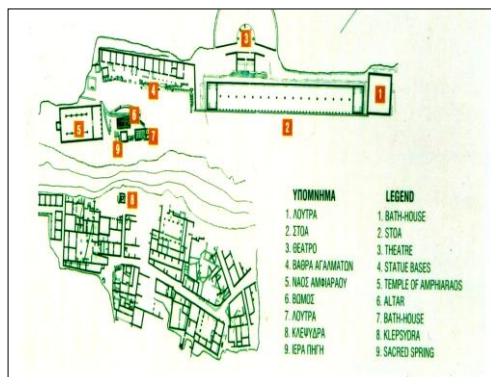 3
4
1
6
5
7
9
2
8
ΥΠΟΜΝΗΜΑ
1. ΛΟΥΤΡΑ
2. ΣΤΟΑ
3. ΘΕΑΤΡΟ
4. ΒΑΘΡΑ ΑΓΑΛΜΑΤΩΝ
5. ΝΑΟΣ ΑΜΦΙΑΡΑΟΥ
6. ΒΩΜΟΣ
7. ΛΟΥΤΡΑ
8. ΚΛΕΨΥΔΡΑ
9. ΙΕΡΑ ΠΗΓΗ
LEGEND
1. BATH-HOUSE
2. STOA
3. THEATRE
4. STATUE BASES
5. TEMPLE OF AMPHIARAOS
6. ALTAR
7. BATH-HOUSE
8. KLEPSYDRA
9. SACRED SPRING